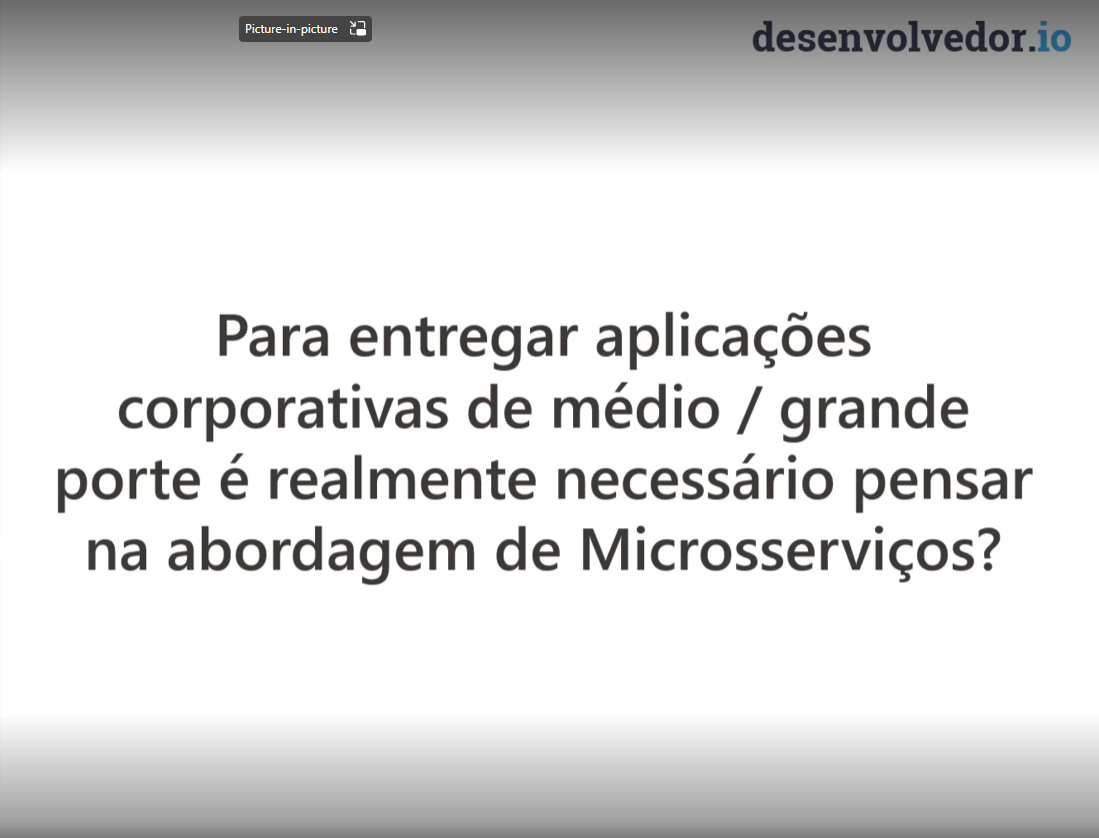 Picture-in-picture
desenvolvedor.io
Para entregar aplicações
corporativas de médio / grande
porte é realmente necessário pensar
na abordagem de Microsserviços?